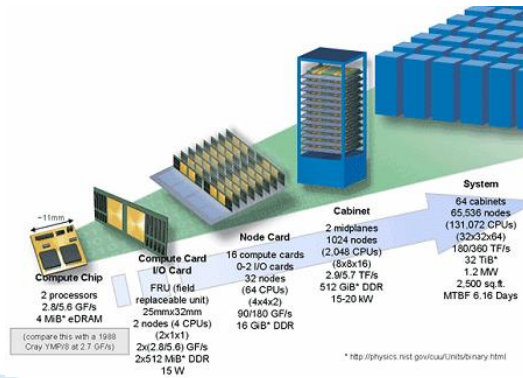 ~11mm
Compute Chip
2 processors
2.8/5.6 GF/s
4 MiB* eDRAM
(compare this with a 1988
Cray YMP/8 at 2.7 GF/s)
Compute Card
I/O Card
FRU (field
replaceable unit)
25mmx32mm
2 nodes (4 CPUs)
(2x1x1)
2x(2.8/5.6) GF/s
2x512 MiB* DDR
15 W
Node Card
16 compute cards
0-2 I/O cards
32 nodes
(64 CPUs)
(4x4x2)
90/180 GF/s
16 GiB* DDR
Cabinet
2 midplanes
1024 nodes
(2,048 CPUs)
(8x8x16)
2.9/5.7 TF/s
512 GiB* DDR
15-20 kW
System
64 cabinets
65,536 nodes
(131,072 CPUs)
(32x32x64)
180/360 TF/s
32 TiB*
1.2 MW
2,500 sq.ft.
MTBF 6.16 Days
* http://physics.nist.gov/cuu/Units/binary.html